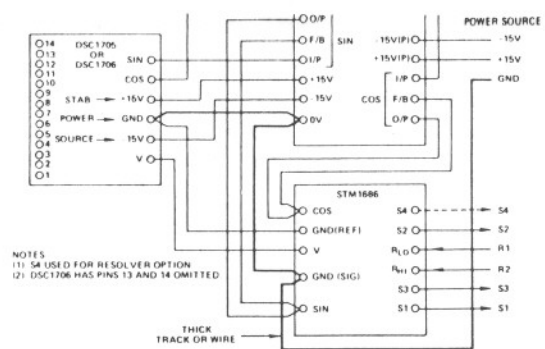 POWER SOURCE
14
13
12
11
10
9
8
7
6
5
4
3
2
1
DSC1705
OR
DSC1706
SIN
COS
STAB
+15V
POWER
GND
SOURCE
-15V
V
O/P
F/B
I/P
SIN
+15V
-15V
0V
-15V(P)
+15V(P)
I/P
F/B
O/P
COS
-15V
+15V
GND
STM1686
COS
GND(REF)
V
GND (SIG)
SIN
S4
S2
RLO
RHI
S3
S1
S4
S2
R1
R2
S3
S1
NOTES
(1) S4 USED FOR RESOLVER OPTION
(2) DSC1706 HAS PINS 13 AND 14 OMITTED
THICK
TRACK OR WIRE